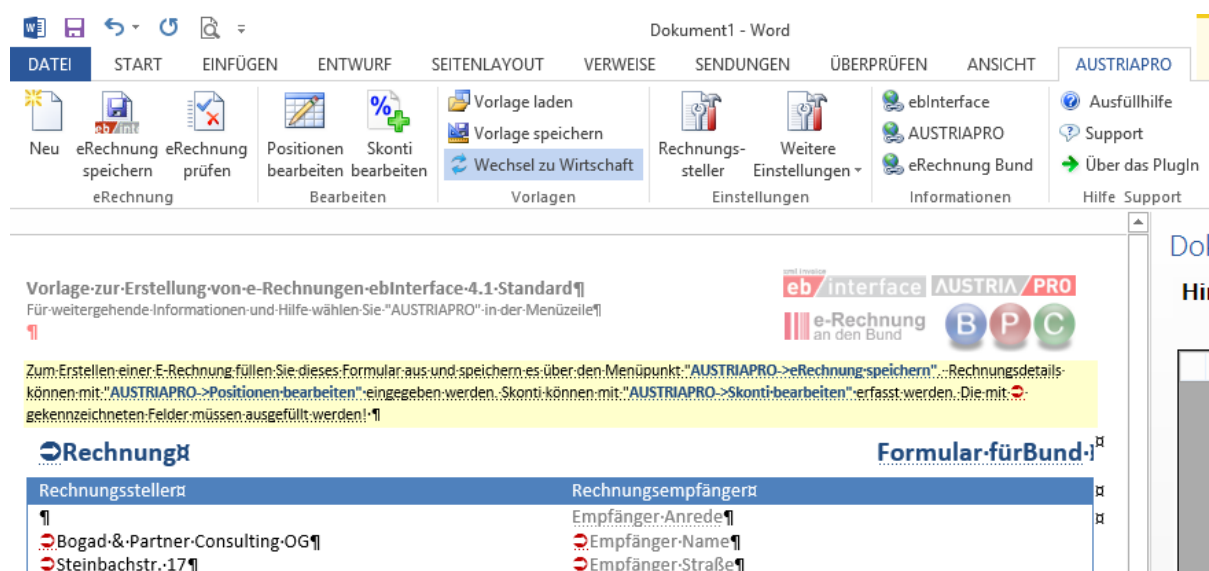 Dokument1 - Word
DATEI START EINFÜGEN ENTWURF SEITENLAYOUT VERWEISE SENDUNGEN ÜBERPRÜFEN ANSICHT AUSTRIAPRO
Neu
eRechnung speichern
eRechnung prüfen
eRechnung
Positionen bearbeiten
Skonti bearbeiten
Bearbeiten
Vorlage laden
Vorlage speichern
Wechsel zu Wirtschaft
Vorlagen
Rechnungs-
steller
Weitere
Einstellungen
Einstellungen
ebInterface
AUSTRIAPRO
eRechnung Bund
Informationen
Ausfüllhilfe
Support
Über das PlugIn
Hilfe Support
Vorlage·zur·Erstellung·von·e-Rechnungen·ebInterface·4.1·Standard¶
Für·weitergehende·Informationen·und·Hilfe·wählen·Sie·"AUSTRIAPRO"·in·der·Menüzeile¶
¶
xml invoice
eb/interface AUSTRIA/PRO
e-Rechnung
an den Bund
B P C
Zum·Erstellen·einer·E-Rechnung·füllen·Sie·dieses·Formular·aus·und·speichern·es·über·den·Menüpunkt·"AUSTRIAPRO->eRechnung·speichern".··Rechnungsdetails·
können·mit·"AUSTRIAPRO->Positionen·bearbeiten"·eingegeben·werden.·Skonti·können·mit·"AUSTRIAPRO->Skonti·bearbeiten"·erfasst·werden.·Die·mit·
gekennzeichneten·Felder·müssen·ausgefüllt·werden!·¶
Rechnung¤ Formular·fürBund·
Rechnungssteller¤ Rechnungsempfänger¤
¶ Empfänger·Anrede¶
Bogad·&·Partner·Consulting·OG¶ Empfänger·Name¶
Steinbachstr.·17¶ Empfänger·Straße¶